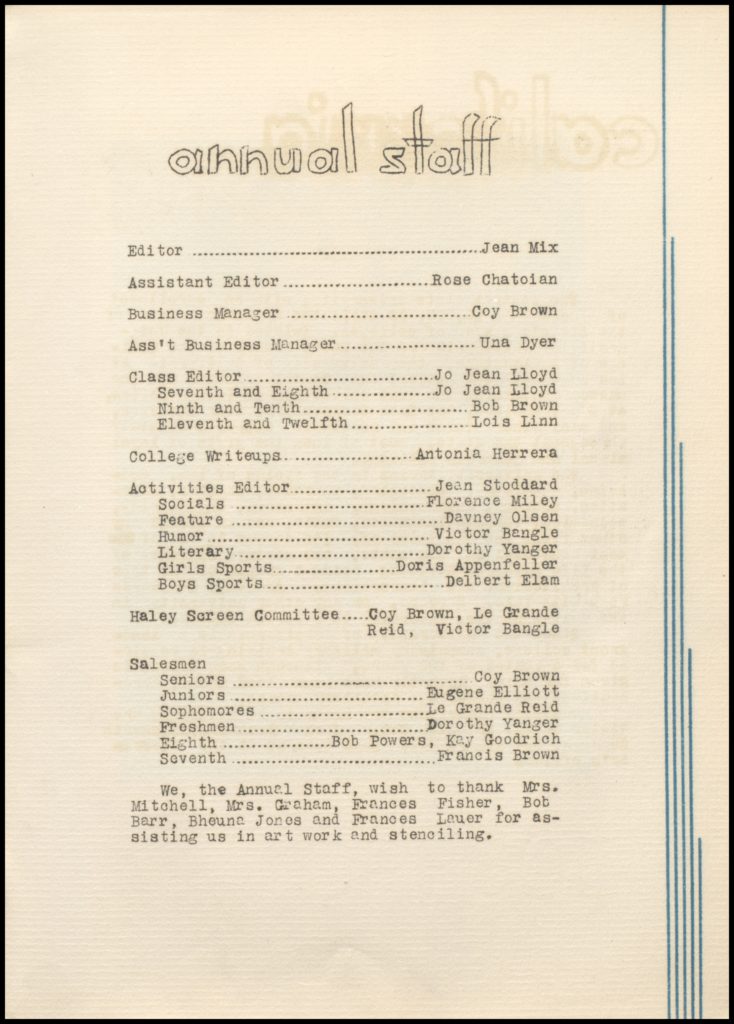 annual staff
Editor ........................................Jean Mix
Assistant Editor.....................Rose Chatoian
Business Manager ..........................Coy Brown
Ass't Business Manager................... Una Dyer
Class Editor...........................Jo Jean Lloyd
Seventh and Eighth ...............Jo Jean Lloyd
Ninth and Tenth........................Bob Brown
Eleventh and Twelfth.................Lois Linn
College Writeups..................Antonia Herrera
Activities Editor....................Jean Stoddard
Socials ............................Florence Miley
Feature ..............................Davney Olsen
Humor ................................Victor Bangle
Literary...........................Dorothy Yanger
Girls Sports.................Doris Appenfeller
Boys Sports..........................Delbert Elam
Haley Screen Committee.....Coy Brown, Le Grande
Reid, Victor Bangle
Salesmen
Seniors ..................................Coy Brown
Juniors ...........................Eugene Elliott
Sophomores .......................Le Grande Reid
Freshmen...........................Dorothy Yanger
Eighth ...............Bob Powers, Kay Goodrich
Seventh ...........................Francis Brown
We, the Annual Staff, wish to thank Mrs.
Mitchell, Mrs. Graham, Frances Fisher, Bob
Barr, Bheuna Jones and Frances Lauer for as-
sisting us in art work and stenciling.